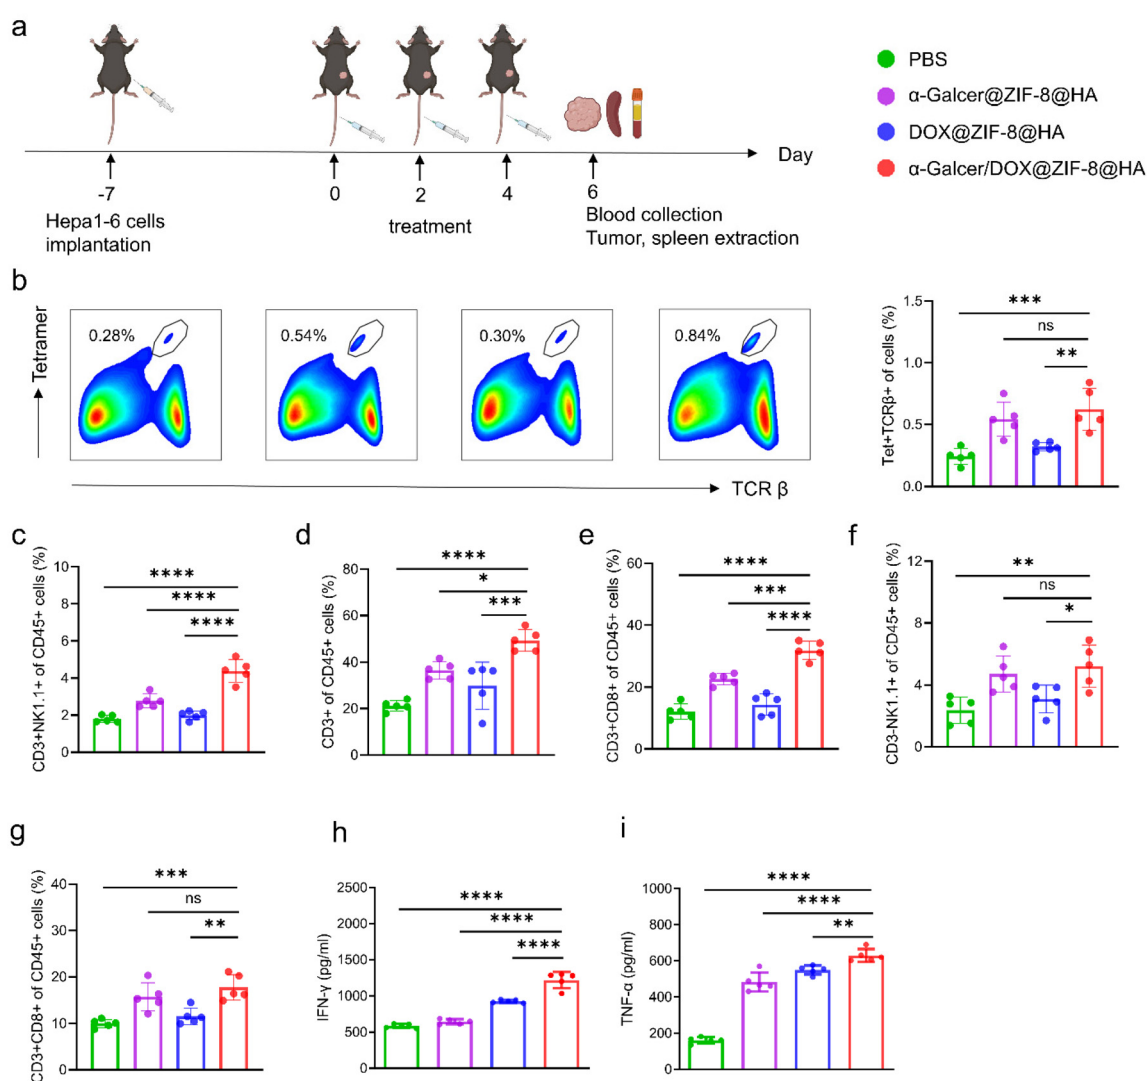 a
PBS
α-Galcer@ZIF-8@HA
DOX@ZIF-8@HA
α-Galcer/DOX@ZIF-8@HA
Day
-7
0
2
4
6
Hepa1-6 cells
implantation
treatment
Blood collection
Tumor, spleen extraction
b
Tetramer
0.28%
0.54%
0.30%
0.84%
TCR β
Tet+TCRβ+ of cells (%)
1.5
1.0
0.5
0.0
***
ns
**
c
CD3+NK1.1+ of CD45+ cells (%)
10
8
6
4
2
0
****
****
****
d
CD3+ of CD45+ cells (%)
80
60
40
20
0
****
*
***
e
CD3+CD8+ of CD45+ cells (%)
60
40
20
0
****
***
****
f
CD3-NK1.1+ of CD45+ cells (%)
12
9
6
3
0
**
ns
*
g
CD3+CD8+ of CD45+ cells (%)
40
30
20
10
0
***
ns
**
h
IFN-γ (pg/ml)
2500
2000
1500
1000
500
0
****
****
****
i
TNF-α (pg/ml)
1000
800
600
400
200
0
****
****
**